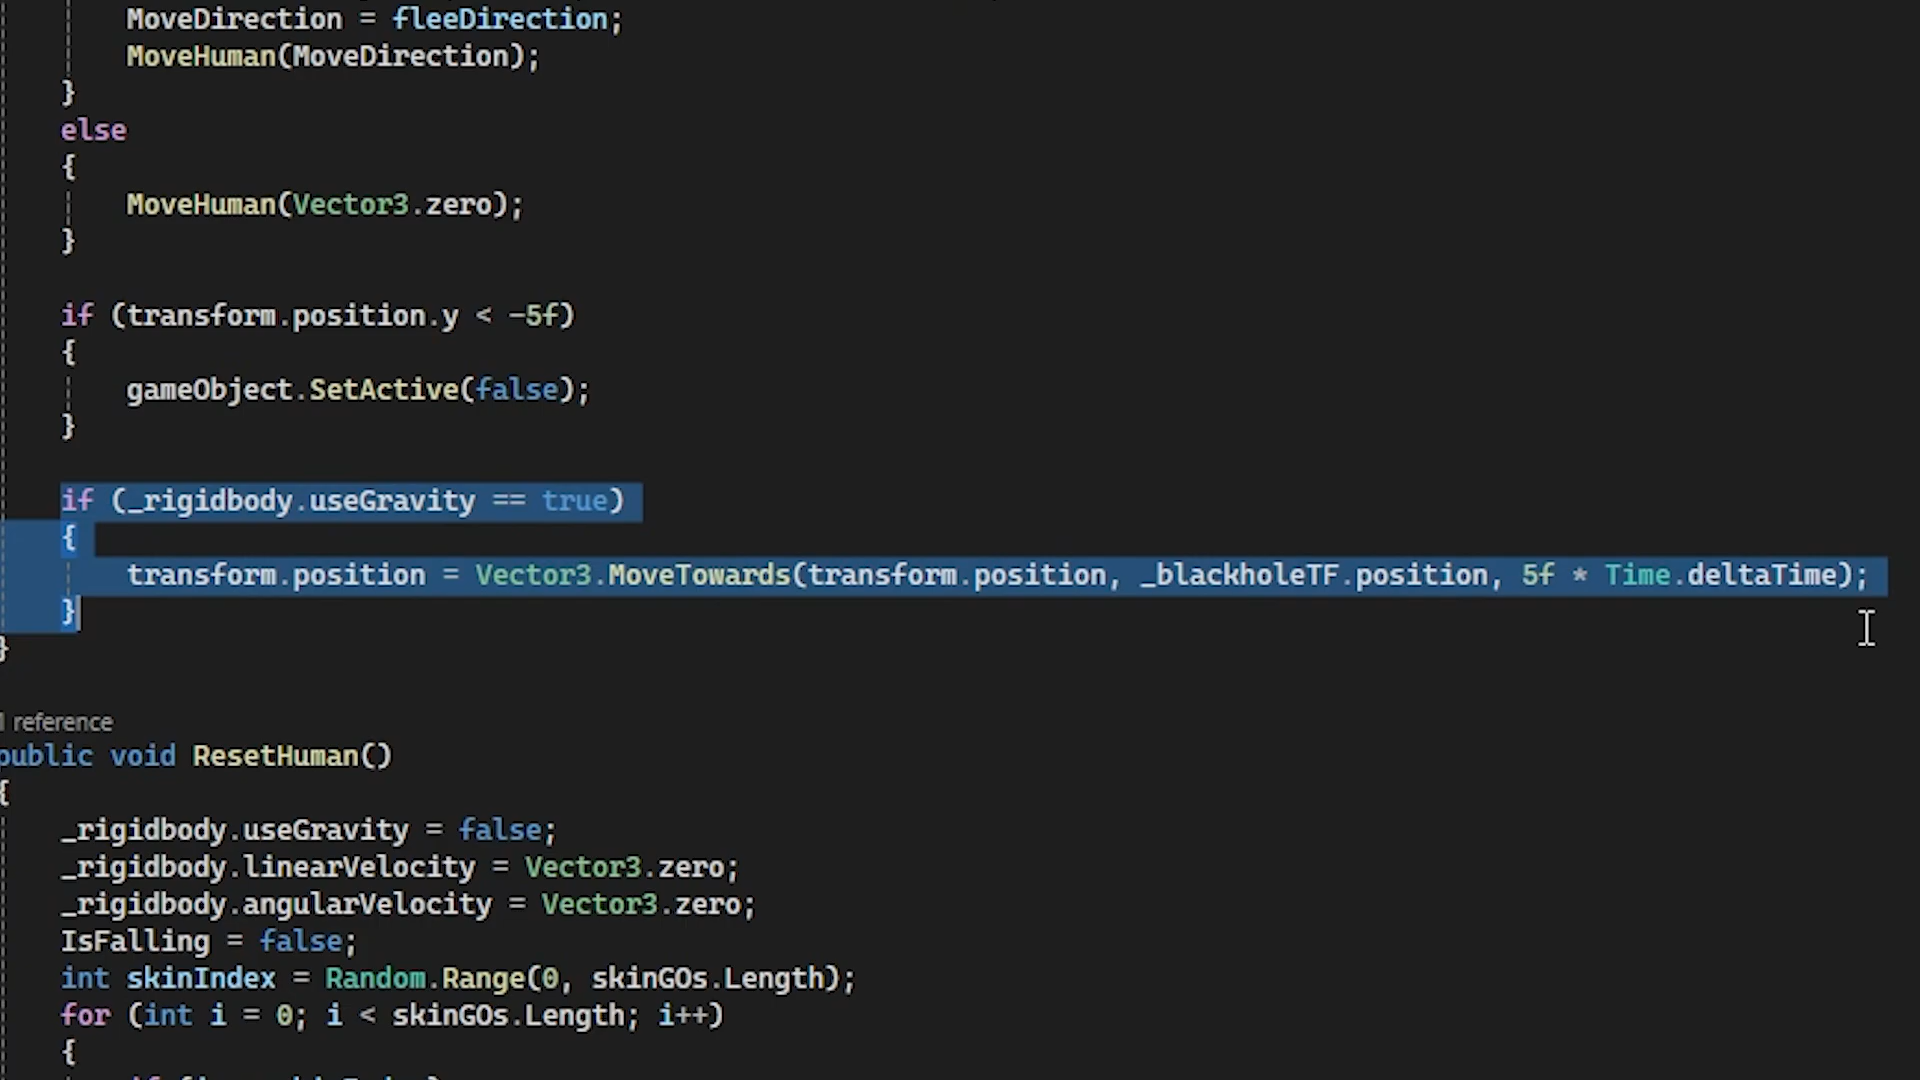 MoveDirection = fleeDirection;
MoveHuman(MoveDirection);
}
else
{
MoveHuman(Vector3.zero);
}
if (transform.position.y < -5f)
{
gameObject.SetActive(false);
}
if (_rigidbody.useGravity == true)
{
transform.position = Vector3.MoveTowards(transform.position, _blackholeTF.position, 5f * Time.deltaTime);
}
}
1 reference
public void ResetHuman()
{
_rigidbody.useGravity = false;
_rigidbody.linearVelocity = Vector3.zero;
_rigidbody.angularVelocity = Vector3.zero;
IsFalling = false;
int skinIndex = Random.Range(0, skinGOs.Length);
for (int i = 0; i < skinGOs.Length; i++)
{